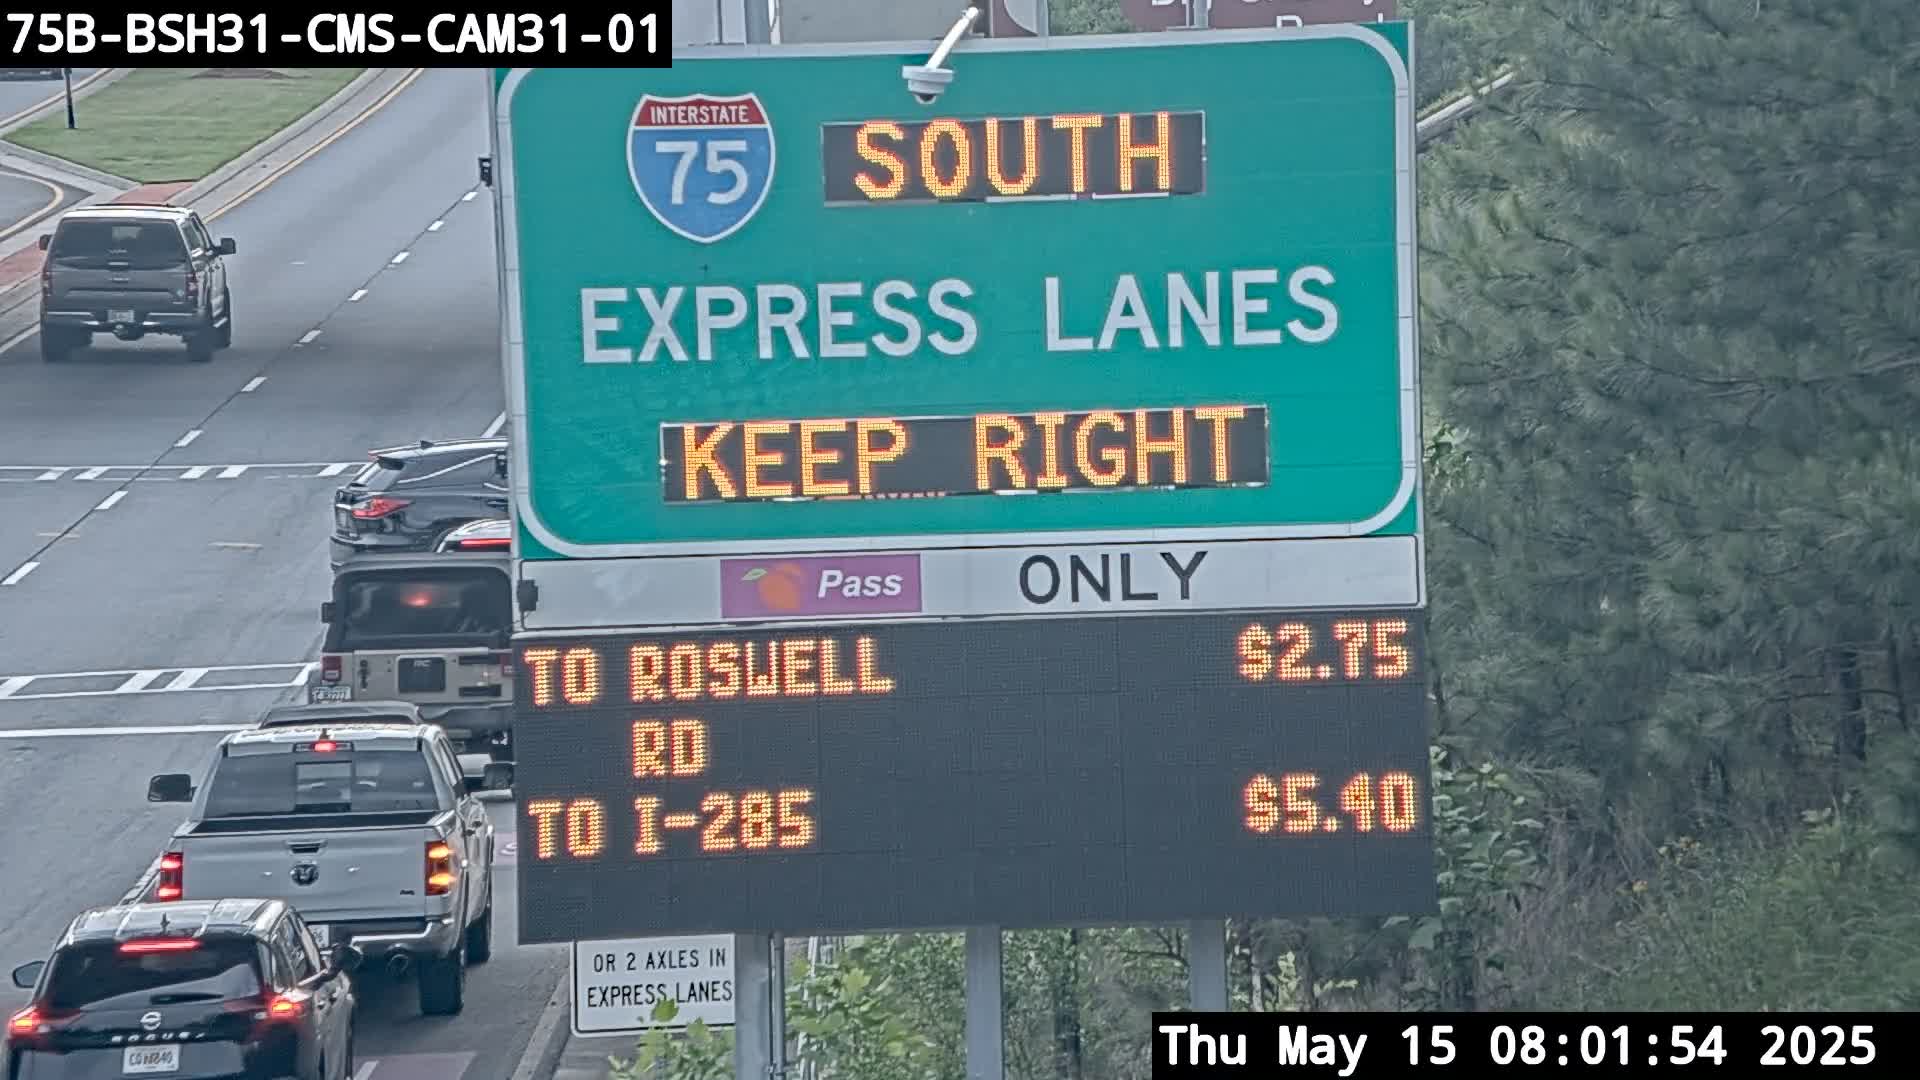 75B-BSH31-CMS-CAM31-01
INTERSTATE
75
SOUTH
EXPRESS LANES
KEEP RIGHT
Pass ONLY
TO ROSWELL $2.75
RD
TO I-285 $5.40
OR 2 AXLES IN
EXPRESS LANES
ROGUE
Thu May 15 08:01:54 2025